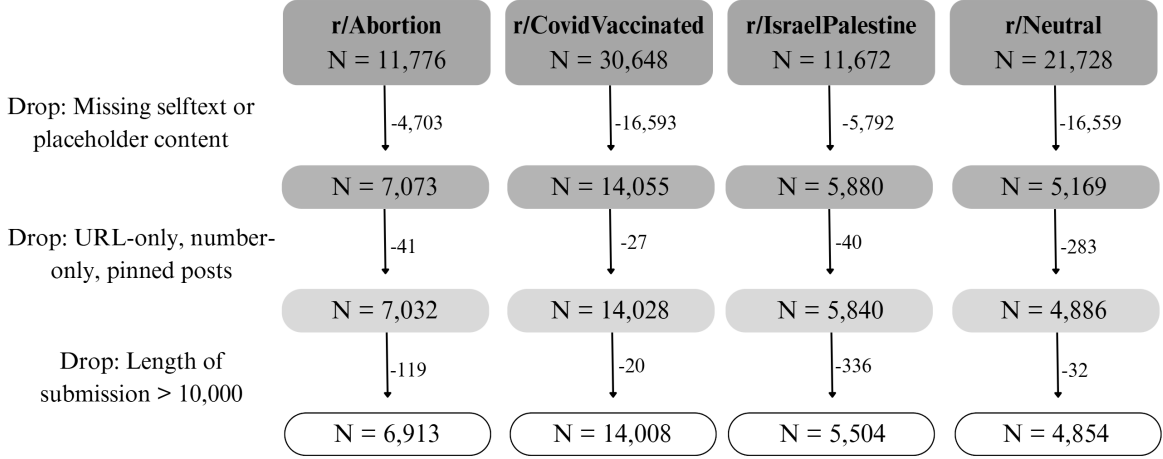 r/Abortion
N = 11,776
r/CovidVaccinated
N = 30,648
r/IsraelPalestine
N = 11,672
r/Neutral
N = 21,728
Drop: Missing selftext or
placeholder content
-4,703
-16,593
-5,792
-16,559
N = 7,073
N = 14,055
N = 5,880
N = 5,169
Drop: URL-only, number-
only, pinned posts
-41
-27
-40
-283
N = 7,032
N = 14,028
N = 5,840
N = 4,886
Drop: Length of
submission > 10,000
-119
-20
-336
-32
N = 6,913
N = 14,008
N = 5,504
N = 4,854